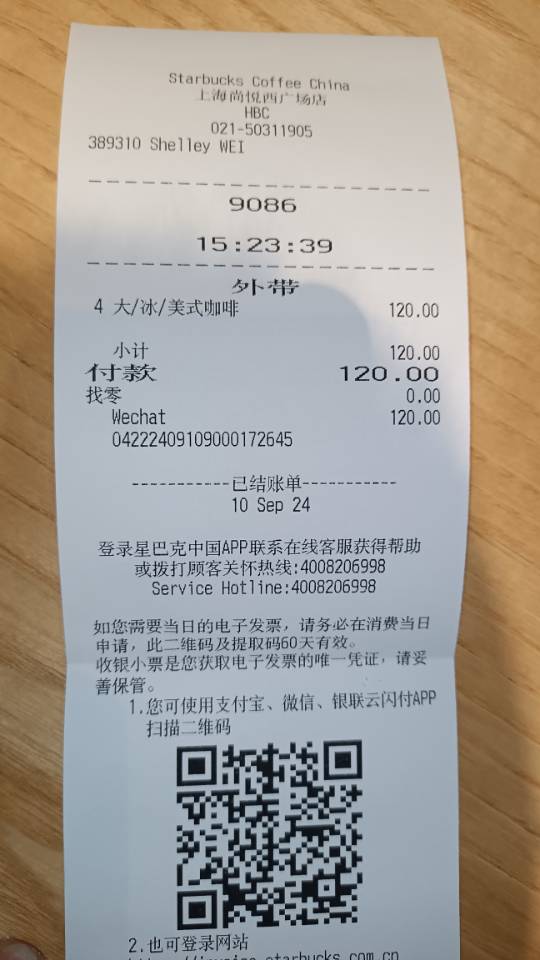 Starbucks Coffee China
上海尚悦西广场店
HBC
021-50311905
389310 Shelley WEI
9086
15:23:39
外带
4 大/冰/美式咖啡 120.00
小计 120.00
付款 120.00
找零 0.00
Wechat 120.00
04222409109000172645
-----------已结账单-----------
10 Sep 24
登录星巴克中国APP联系在线客服获得帮助
或拨打顾客关怀热线:4008206998
Service Hotline:4008206998
如您需要当日的电子发票，请务必在消费当日
申请，此二维码及提取码60天有效。
收银小票是您获取电子发票的唯一凭证，请妥
善保管。
1.您可使用支付宝、微信、银联云闪付APP
扫描二维码
2.也可登录网站